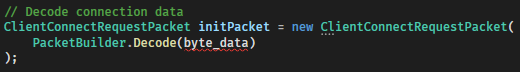 // Decode connection data
ClientConnectRequestPacket initPacket = new ClientConnectRequestPacket(
    PacketBuilder.Decode(byte_data)
);